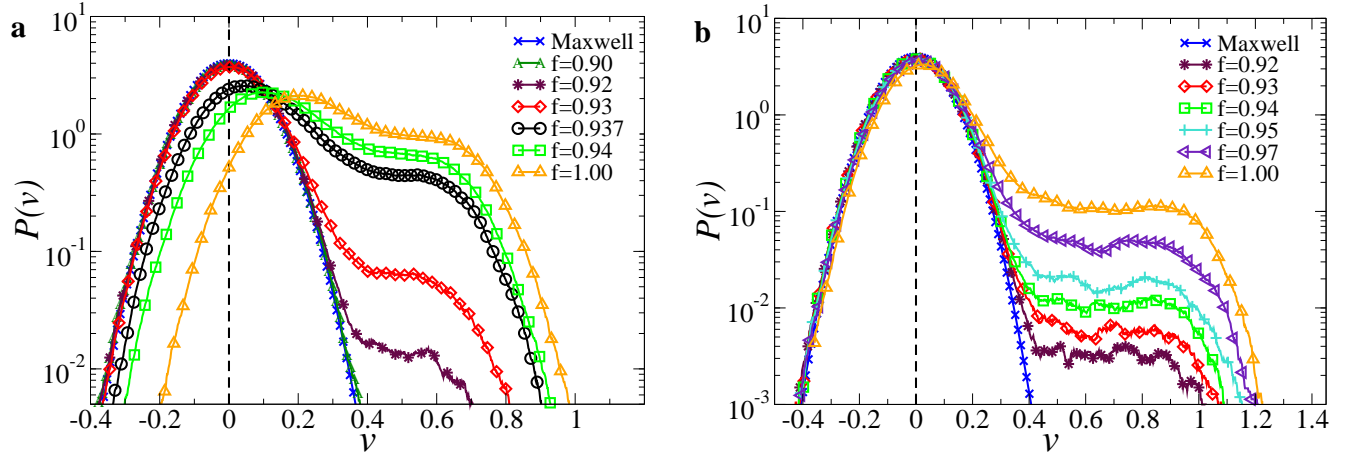 a
P(v)
10^1
10^0
10^-1
10^-2
Maxwell
f=0.90
f=0.92
f=0.93
f=0.937
f=0.94
f=1.00
-0.4 -0.2 0 0.2 0.4 0.6 0.8 1
v
b
P(v)
10^1
10^0
10^-1
10^-2
10^-3
Maxwell
f=0.92
f=0.93
f=0.94
f=0.95
f=0.97
f=1.00
-0.4 -0.2 0 0.2 0.4 0.6 0.8 1 1.2 1.4
v